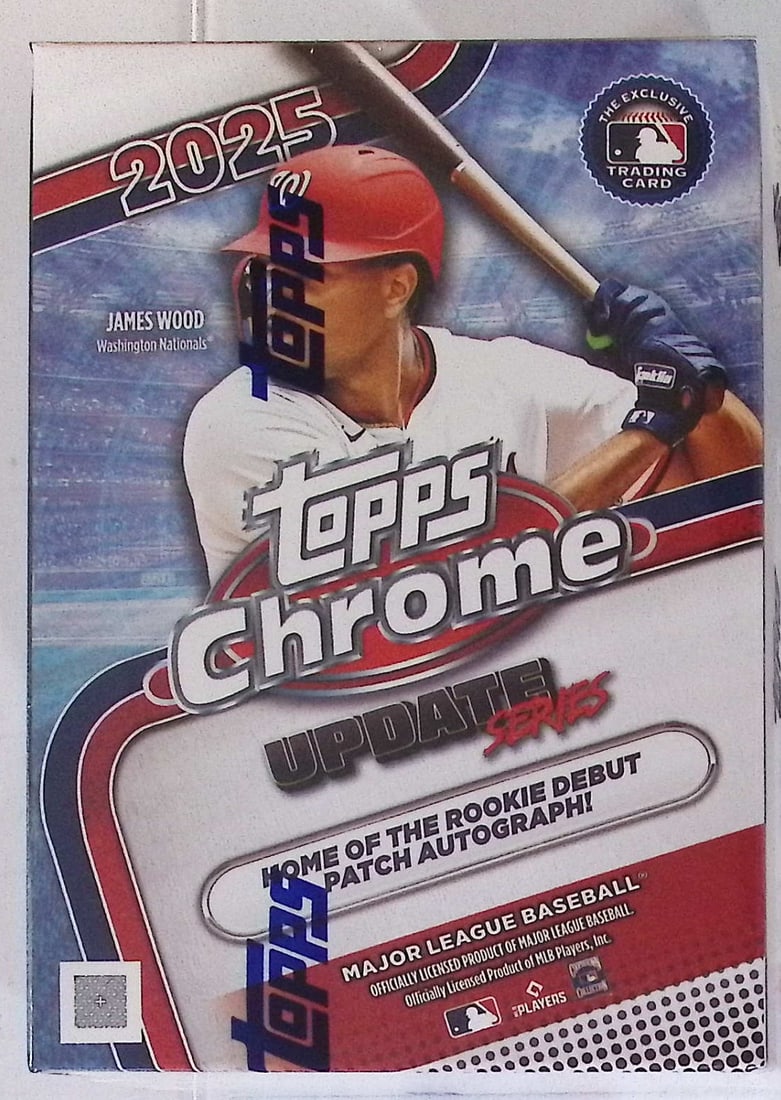 2025
THE EXCLUSIVE
TRADING
CARD
W
topps
JAMES WOOD
Washington Nationals
topps
Chrome
UPDATE
SERIES
HOME OF THE ROOKIE DEBUT
PATCH AUTOGRAPH!
topps
MAJOR LEAGUE BASEBALL
OFFICIALLY LICENSED PRODUCT OF MAJOR LEAGUE BASEBALL.
Officially Licensed Product of MLB Players, Inc.
PLAYERS